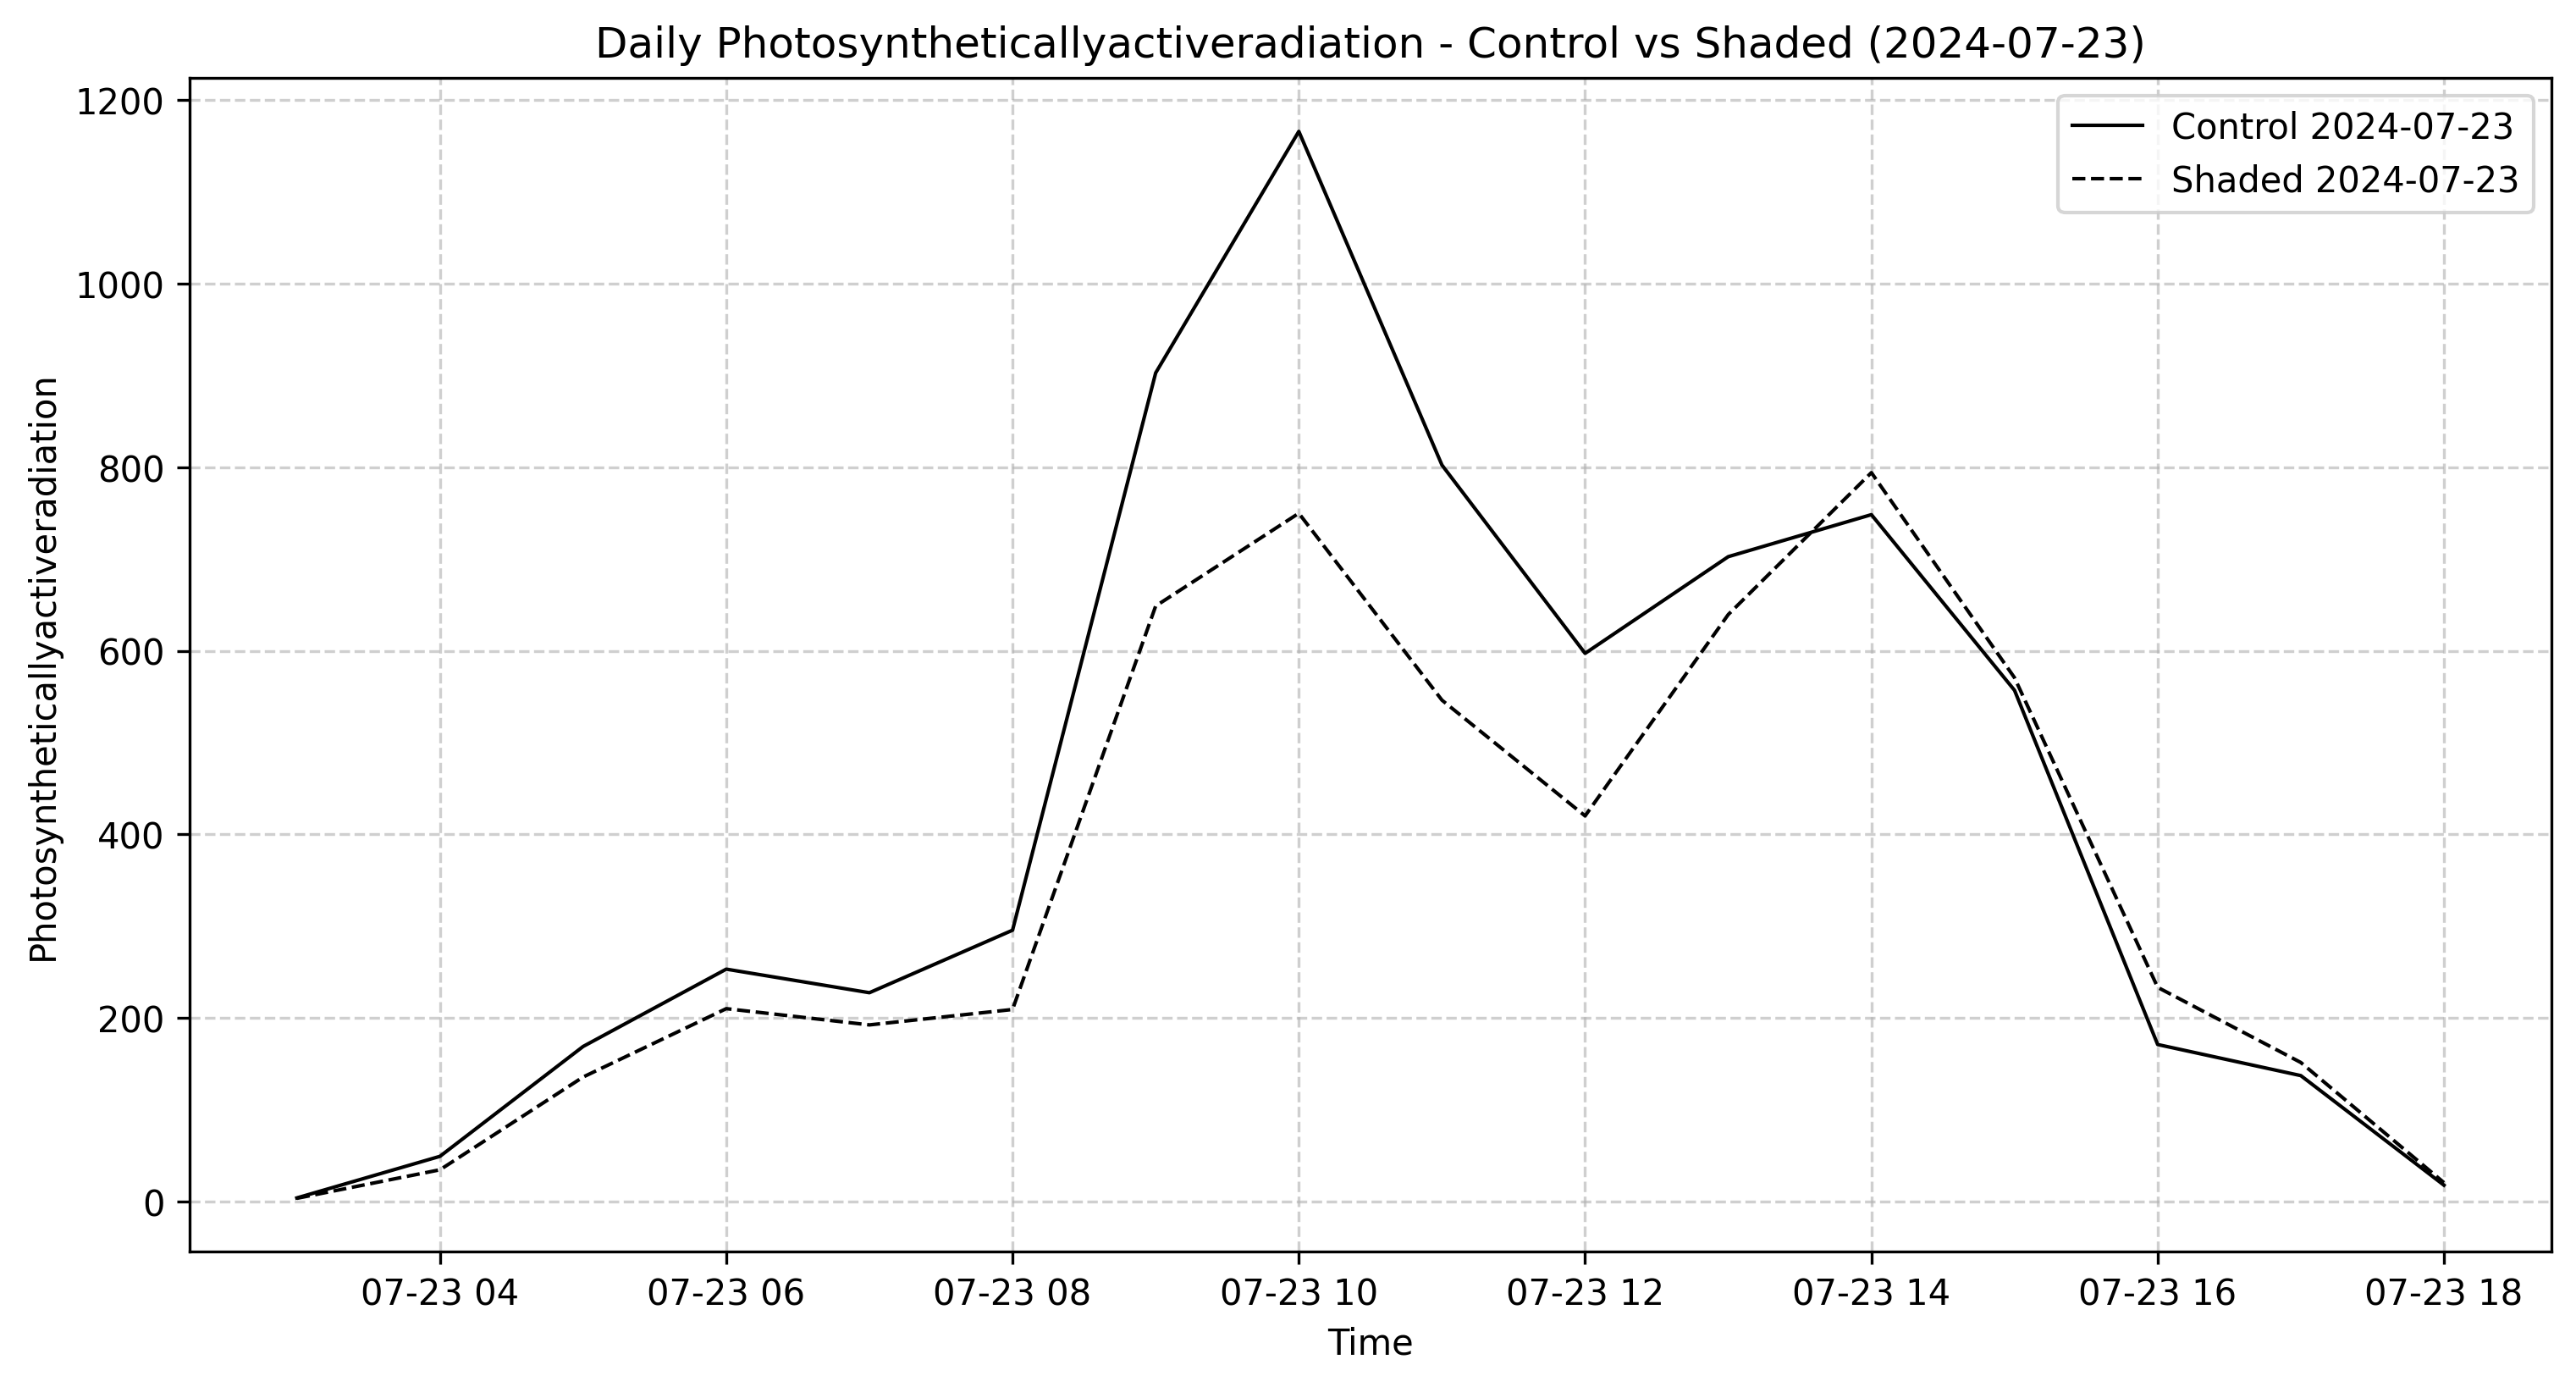 Daily Photosyntheticallyactiveradiation - Control vs Shaded (2024-07-23)
Control 2024-07-23
Shaded 2024-07-23
Photosyntheticallyactiveradiation
1200
1000
800
600
400
200
0
07-23 04 07-23 06 07-23 08 07-23 10 07-23 12 07-23 14 07-23 16 07-23 18
Time